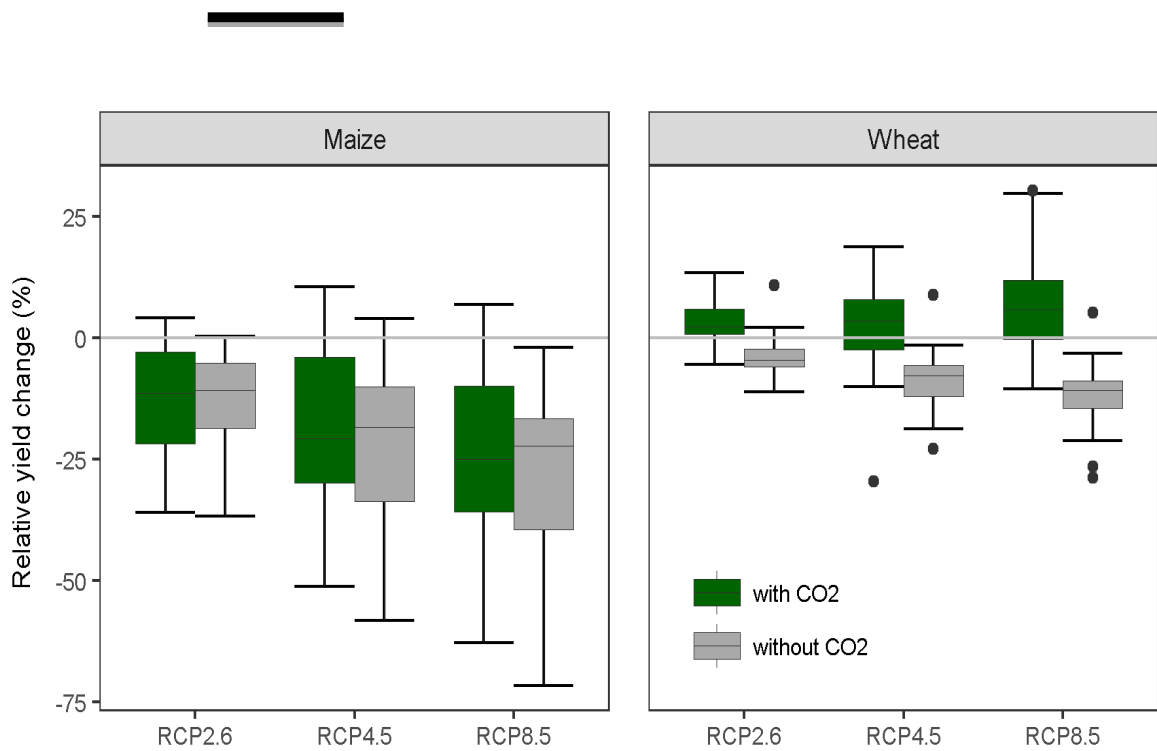 Maize
Wheat
Relative yield change (%)
25
0
-25
-50
-75
with CO2
without CO2
RCP2.6
RCP4.5
RCP8.5
RCP2.6
RCP4.5
RCP8.5